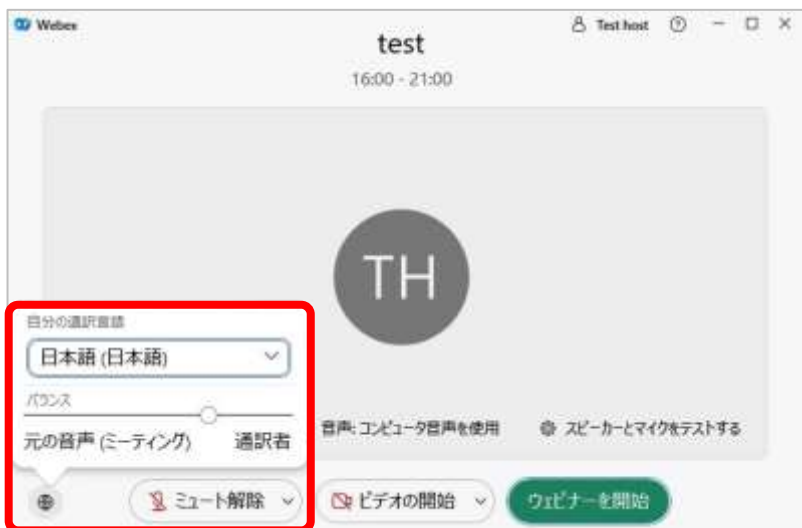 Webex
Test host
test
16:00 - 21:00
TH
自分の通訳言語
日本語 (日本語)
バランス
元の音声 (ミーティング) 通訳者
音声: コンピュータ音声を使用
スピーカーとマイクをテストする
ミュート解除
ビデオの開始
ウェビナーを開始